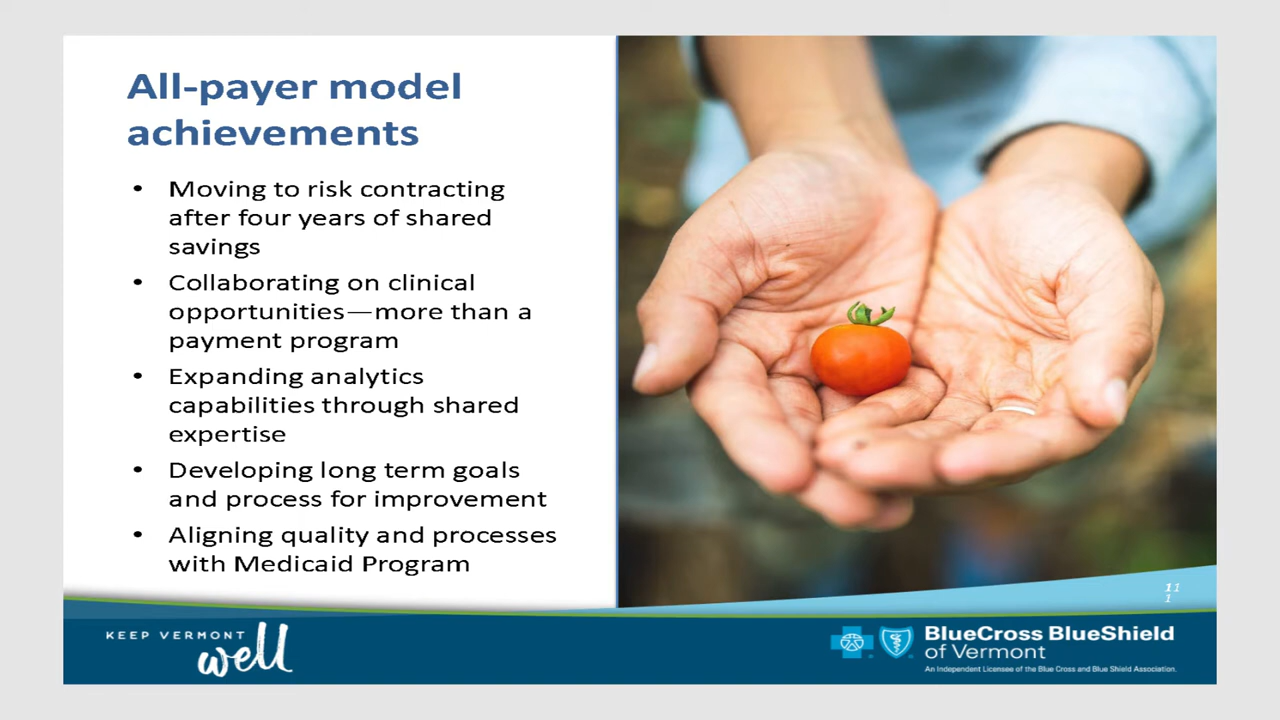 All-payer model
achievements
• Moving to risk contracting
after four years of shared
savings
• Collaborating on clinical
opportunities—more than a
payment program
• Expanding analytics
capabilities through shared
expertise
• Developing long term goals
and process for improvement
• Aligning quality and processes
with Medicaid Program
11
1
KEEP VERMONT
well
BlueCross BlueShield
of Vermont
An Independent Licensee of the Blue Cross and Blue Shield Association.